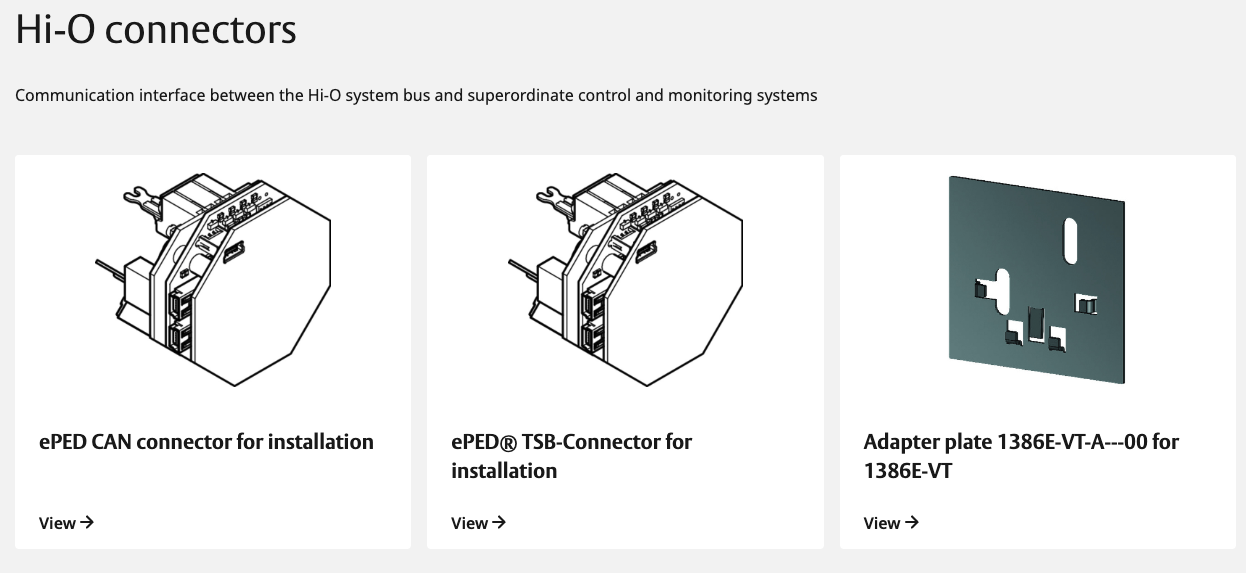 Hi-O connectors
Communication interface between the Hi-O system bus and superordinate control and monitoring systems
ePED CAN connector for installation
View →
ePED® TSB-Connector for
installation
View →
Adapter plate 1386E-VT-A---00 for
1386E-VT
View →